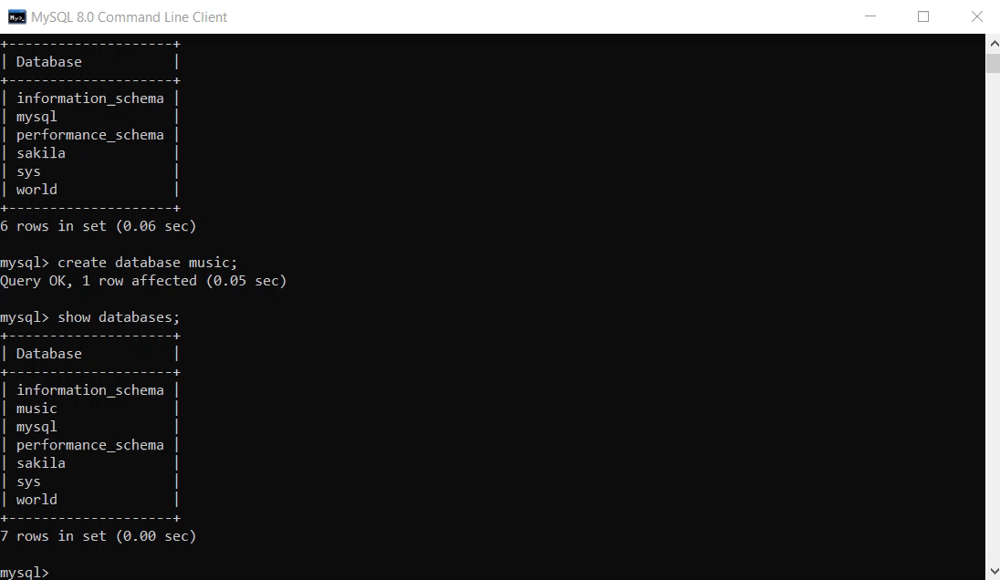 MySQL 8.0 Command Line Client
+--------------------+
| Database           |
+--------------------+
| information_schema |
| mysql              |
| performance_schema |
| sakila             |
| sys                |
| world              |
+--------------------+
6 rows in set (0.06 sec)
mysql> create database music;
Query OK, 1 row affected (0.05 sec)
mysql> show databases;
+--------------------+
| Database           |
+--------------------+
| information_schema |
| music              |
| mysql              |
| performance_schema |
| sakila             |
| sys                |
| world              |
+--------------------+
7 rows in set (0.00 sec)
mysql>